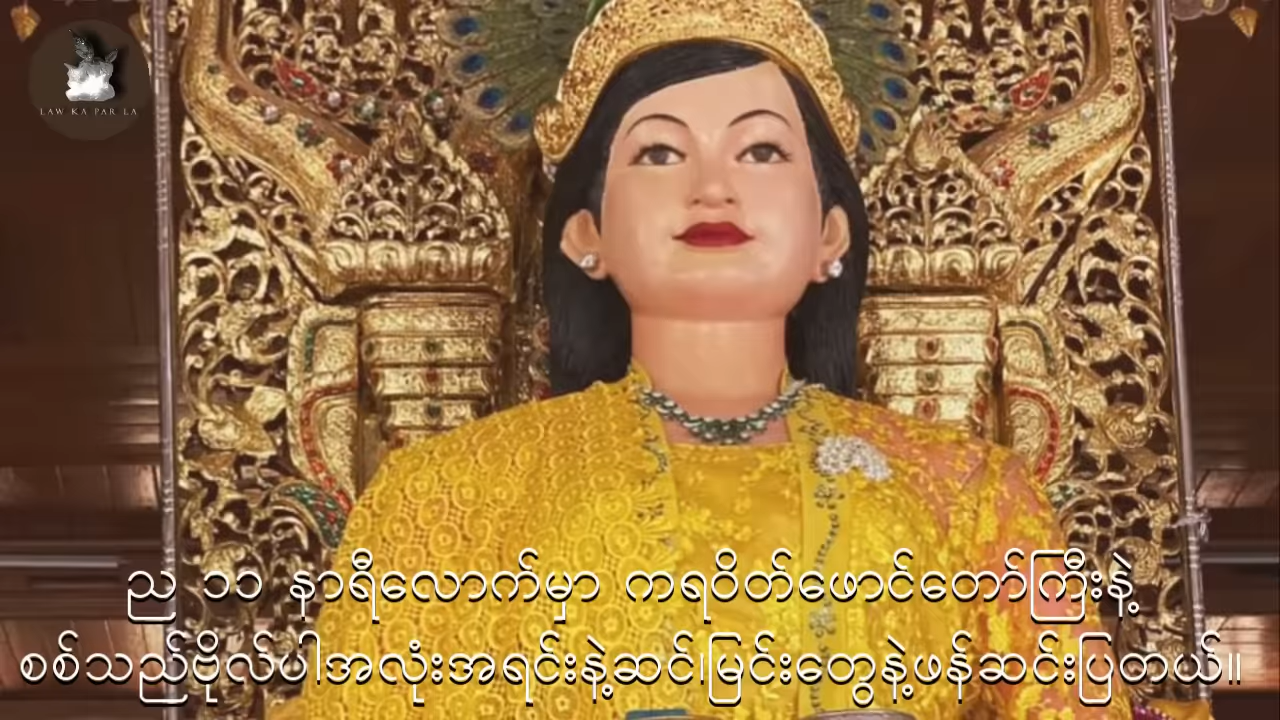 LAW KA PAR LA
ည ၁၁ နာရီလောက်မှာ ကရဝိတ်ဖောင်တော်ကြီးနဲ့
စစ်သည်ဗိုလ်ပါအလုံးအရင်းနဲ့ဆင်၊မြင်းတွေနဲ့ဖန်ဆင်းပြတယ်။